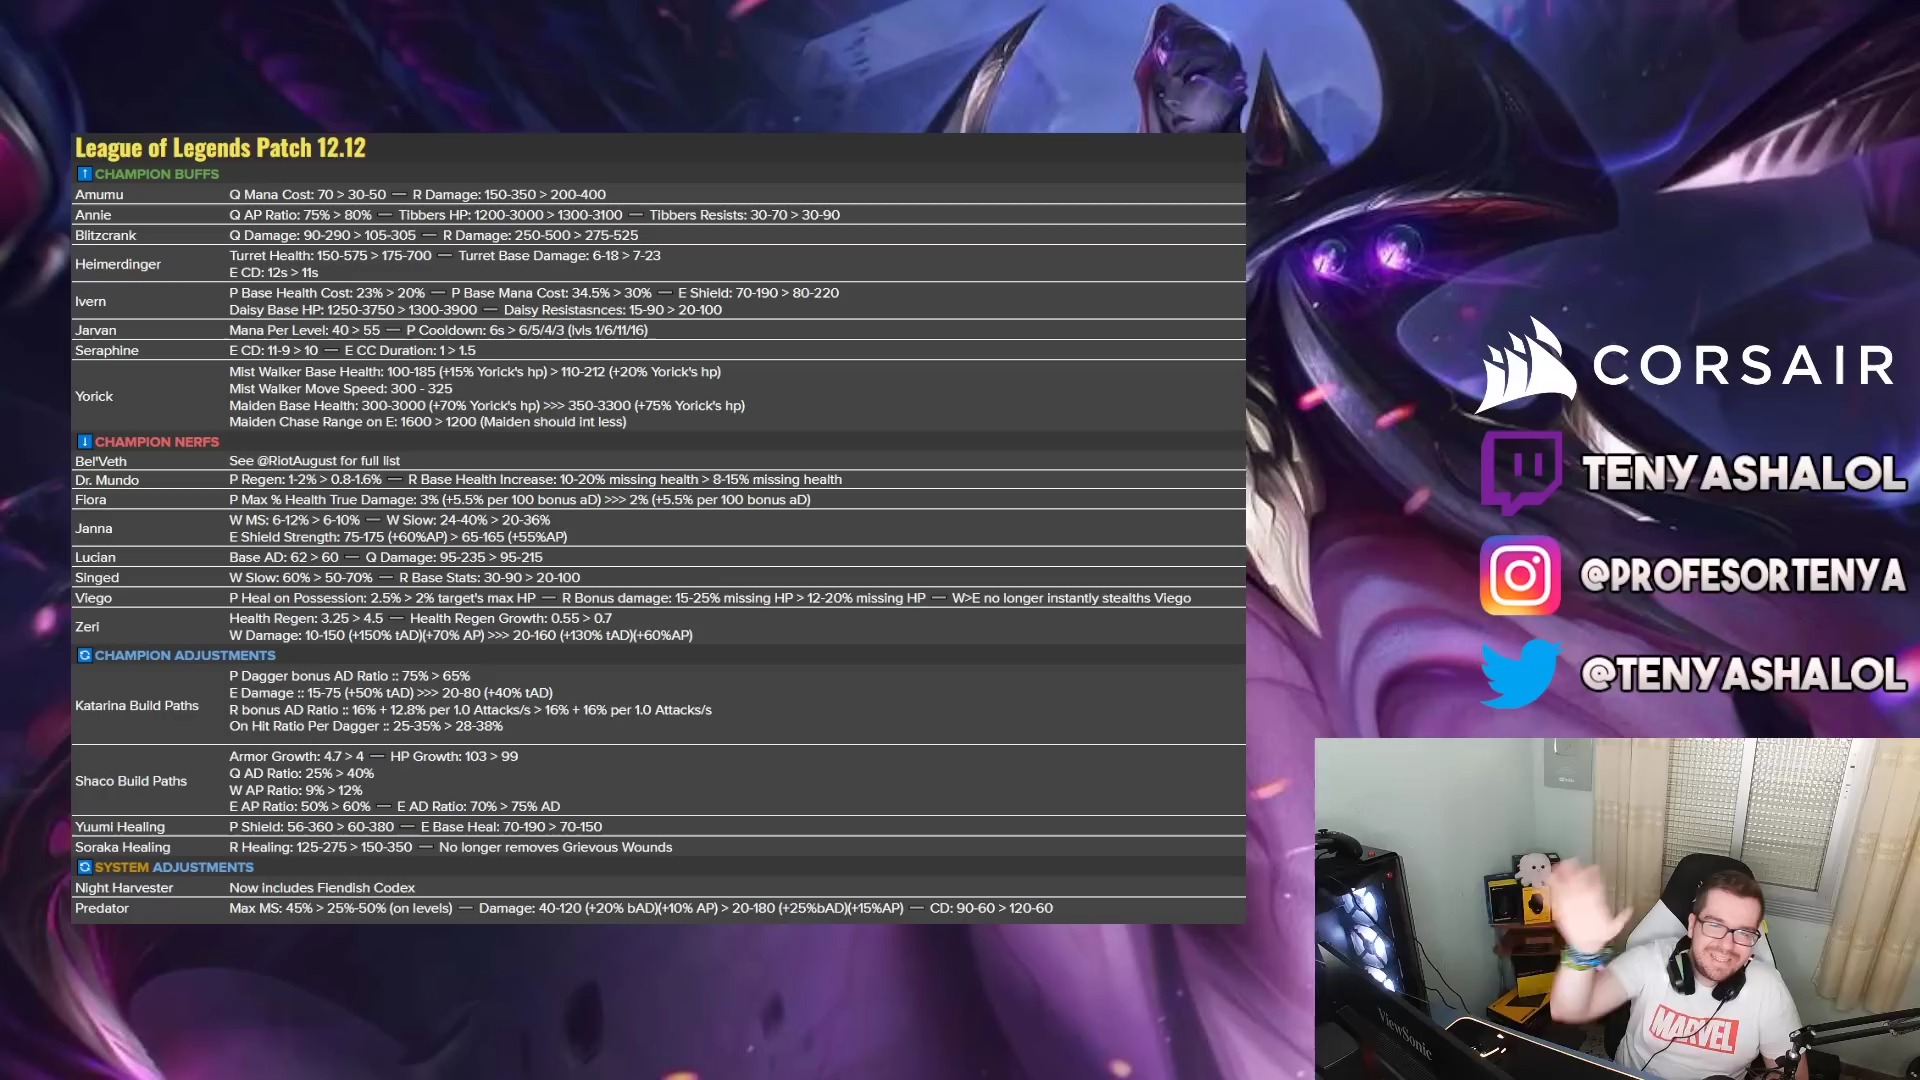 League of Legends Patch 12.12
↑ CHAMPION BUFFS
Amumu Q Mana Cost: 70 > 30-50 — R Damage: 150-350 > 200-400
Annie Q AP Ratio: 75% > 80% — Tibbers HP: 1200-3000 > 1300-3100 — Tibbers Resists: 30-70 > 30-90
Blitzcrank Q Damage: 90-290 > 105-305 — R Damage: 250-500 > 275-525
Heimerdinger Turret Health: 150-575 > 175-700 — Turret Base Damage: 6-18 > 7-23
E CD: 12s > 11s
Ivern P Base Health Cost: 23% > 20% — P Base Mana Cost: 34.5% > 30% — E Shield: 70-190 > 80-220
Daisy Base HP: 1250-3750 > 1300-3900 — Daisy Resistasnces: 15-90 > 20-100
Jarvan Mana Per Level: 40 > 55 — P Cooldown: 6s > 6/5/4/3 (lvls 1/6/11/16)
Seraphine E CD: 11-9 > 10 — E CC Duration: 1 > 1.5
Yorick Mist Walker Base Health: 100-185 (+15% Yorick's hp) > 110-212 (+20% Yorick's hp)
Mist Walker Move Speed: 300 - 325
Maiden Base Health: 300-3000 (+70% Yorick's hp) >>> 350-3300 (+75% Yorick's hp)
Maiden Chase Range on E: 1600 > 1200 (Maiden should int less)
↓ CHAMPION NERFS
Bel'Veth See @RiotAugust for full list
Dr. Mundo P Regen: 1-2% > 0.8-1.6% — R Base Health Increase: 10-20% missing health > 8-15% missing health
Fiora P Max % Health True Damage: 3% (+5.5% per 100 bonus aD) >>> 2% (+5.5% per 100 bonus aD)
Janna W MS: 6-12% > 6-10% — W Slow: 24-40% > 20-36%
E Shield Strength: 75-175 (+60%AP) > 65-165 (+55%AP)
Lucian Base AD: 62 > 60 — Q Damage: 95-235 > 95-215
Singed W Slow: 60% > 50-70% — R Base Stats: 30-90 > 20-100
Viego P Heal on Possession: 2.5% > 2% target's max HP — R Bonus damage: 15-25% missing HP > 12-20% missing HP — W>E no longer instantly stealths Viego
Zeri Health Regen: 3.25 > 4.5 — Health Regen Growth: 0.55 > 0.7
W Damage: 10-150 (+150% tAD)(+70% AP) >>> 20-160 (+130% tAD)(+60%AP)
CHAMPION ADJUSTMENTS
Katarina Build Paths P Dagger bonus AD Ratio :: 75% > 65%
E Damage :: 15-75 (+50% tAD) >>> 20-80 (+40% tAD)
R bonus AD Ratio :: 16% + 12.8% per 1.0 Attacks/s > 16% + 16% per 1.0 Attacks/s
On Hit Ratio Per Dagger :: 25-35% > 28-38%
Shaco Build Paths Armor Growth: 4.7 > 4 — HP Growth: 103 > 99
Q AD Ratio: 25% > 40%
W AP Ratio: 9% > 12%
E AP Ratio: 50% > 60% — E AD Ratio: 70% > 75% AD
Yuumi Healing P Shield: 56-360 > 60-380 — E Base Heal: 70-190 > 70-150
Soraka Healing R Healing: 125-275 > 150-350 — No longer removes Grievous Wounds
SYSTEM ADJUSTMENTS
Night Harvester Now includes Fiendish Codex
Predator Max MS: 45% > 25%-50% (on levels) — Damage: 40-120 (+20% bAD)(+10% AP) > 20-180 (+25%bAD)(+15%AP) — CD: 90-60 > 120-60
CORSAIR
TENYASHALOL
@PROFESORTENYA
@TENYASHALOL
ViewSonic
MARVEL